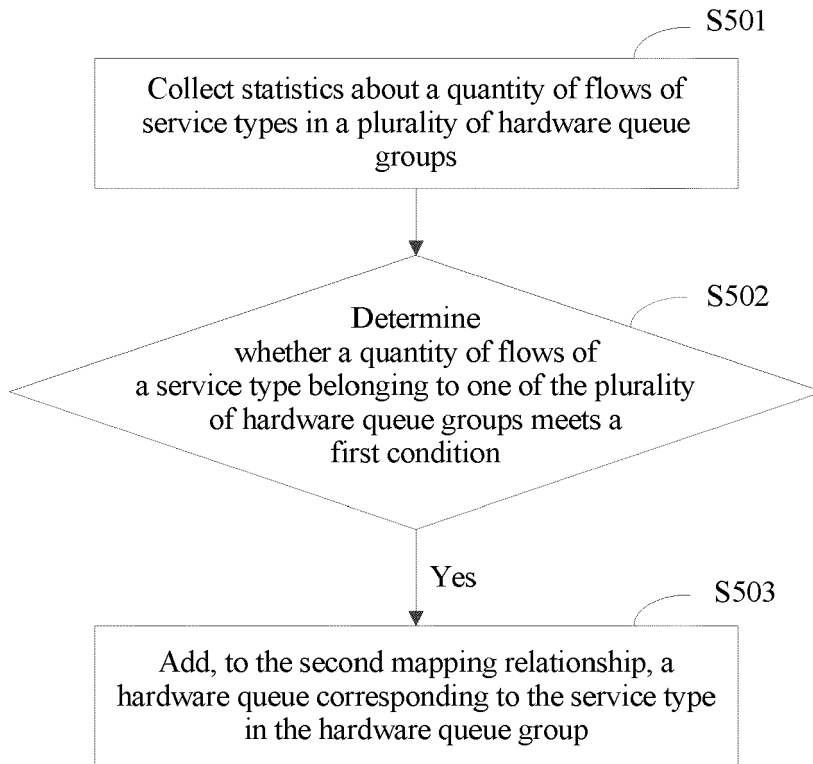 S501
Collect statistics about a quantity of flows of
service types in a plurality of hardware queue
groups
S502
Determine
whether a quantity of flows of
a service type belonging to one of the plurality
of hardware queue groups meets a
first condition
Yes
S503
Add, to the second mapping relationship, a
hardware queue corresponding to the service type
in the hardware queue group